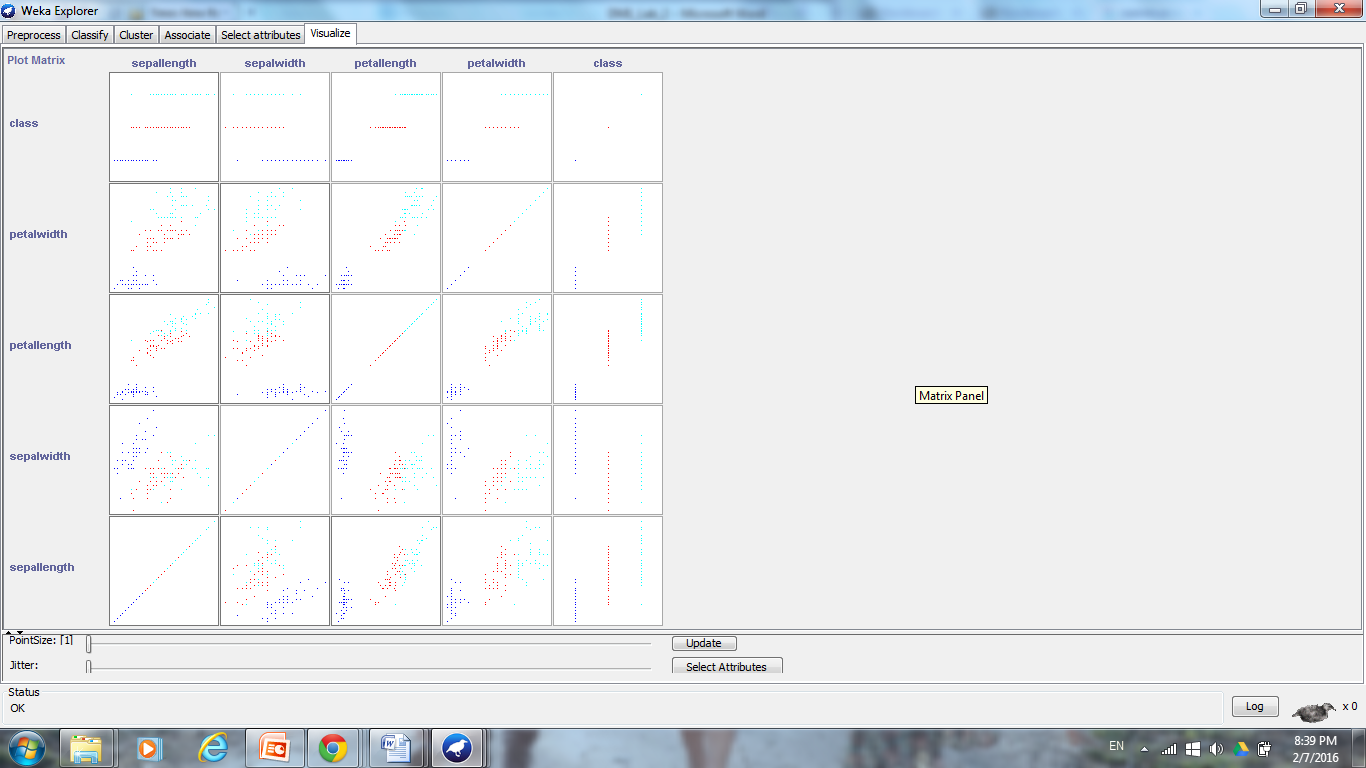 Weka Explorer
Preprocess Classify Cluster Associate Select attributes Visualize
Plot Matrix sepallength sepalwidth petallength petalwidth class
class
petalwidth
petallength
Matrix Panel
sepalwidth
sepallength
PointSize: [1] Update
Jitter: Select Attributes
Status
OK
Log x 0
EN 8:39 PM
2/7/2016